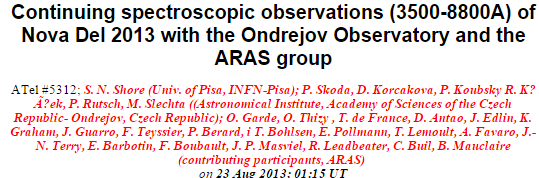 Continuing spectroscopic observations (3500-8800A) of
Nova Del 2013 with the Ondrejov Observatory and the
ARAS group
ATel #5312; S. N. Shore (Univ. of Pisa, INFN-Pisa); P. Skoda, D. Korcakova, P. Koubsky R. K?
Ã?ek, P. Rutsch, M. Slechta ((Astronomical Institute, Academy of Sciences of the Czech
Republic- Ondrejov, Czech Republic); O. Garde, O. Thizy , T. de France, D. Antao, J. Edlin, K.
Graham, J. Guarro, F. Teyssier, P. Berard, i T. Bohlsen, E. Pollmann, T. Lemoult, A. Favaro, J.-
N. Terry, E. Barbotin, F. Boubault, J. P. Masviel, R. Leadbeater, C. Buil, B. Mauclaire
(contributing participants, ARAS)
on 23 Aug 2013; 01:15 UT